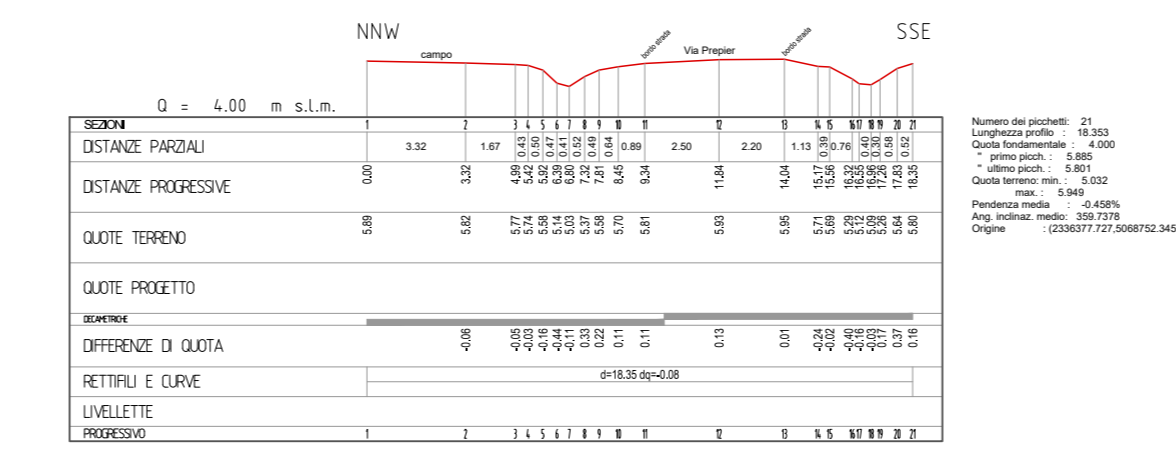 NNW SSE
campo bordo strada Via Prepier bordo strada
Q = 4.00 m s.l.m.
SEZIONI 1 2 3 4 5 6 7 8 9 10 11 12 13 14 15 16 17 18 19 20 21
DISTANZE PARZIALI 3.32 1.67 0.43 0.50 0.47 0.41 0.52 0.49 0.64 0.89 2.50 2.20 1.13 0.39 0.76 0.40 0.30 0.58 0.52
DISTANZE PROGRESSIVE 0.00 3.32 4.99 5.42 5.92 6.39 6.80 7.32 7.81 8.45 9.34 11.84 14.04 15.17 15.56 16.32 16.55 16.96 17.26 17.83 18.35
QUOTE TERRENO 5.89 5.82 5.77 5.74 5.58 5.14 5.03 5.37 5.58 5.70 5.81 5.93 5.95 5.71 5.69 5.29 5.12 5.09 5.26 5.64 5.80
QUOTE PROGETTO
DECAMETRICHE
DIFFERENZE DI QUOTA -0.06 -0.05 -0.03 -0.16 -0.44 -0.11 0.33 0.22 0.11 0.11 0.13 0.01 -0.24 -0.02 -0.40 -0.16 -0.03 0.17 0.37 0.16
RETTIFILI E CURVE d=18.35 dq=-0.08
LIVELLETTE
PROGRESSIVO 1 2 3 4 5 6 7 8 9 10 11 12 13 14 15 16 17 18 19 20 21
Numero dei picchetti: 21
Lunghezza profilo : 18.353
Quota fondamentale : 4.000
" primo picch. : 5.885
" ultimo picch. : 5.801
Quota terreno: min. : 5.032
max. : 5.949
Pendenza media : -0.458%
Ang. inclinaz. medio: 359.7378
Origine : (2336377.727,5068752.345